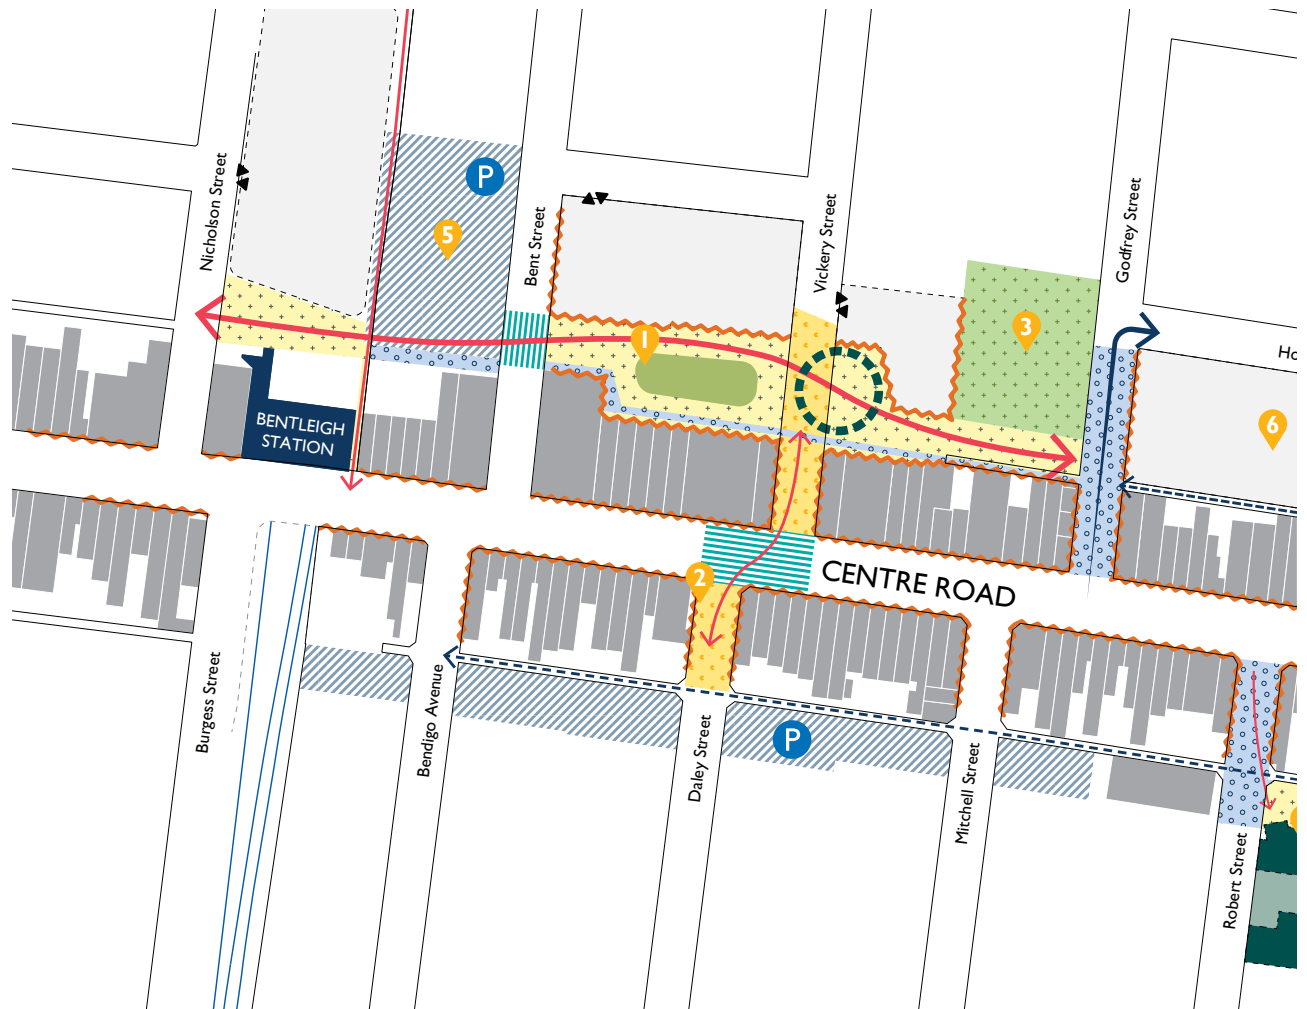 P
Nicholson Street
5
Bent Street
Vickery Street
Godfrey Street
1
3
Ho
6
BENTLEIGH
STATION
2
CENTRE ROAD
Burgess Street
Bendigo Avenue
Daley Street
P
Mitchell Street
Robert Street